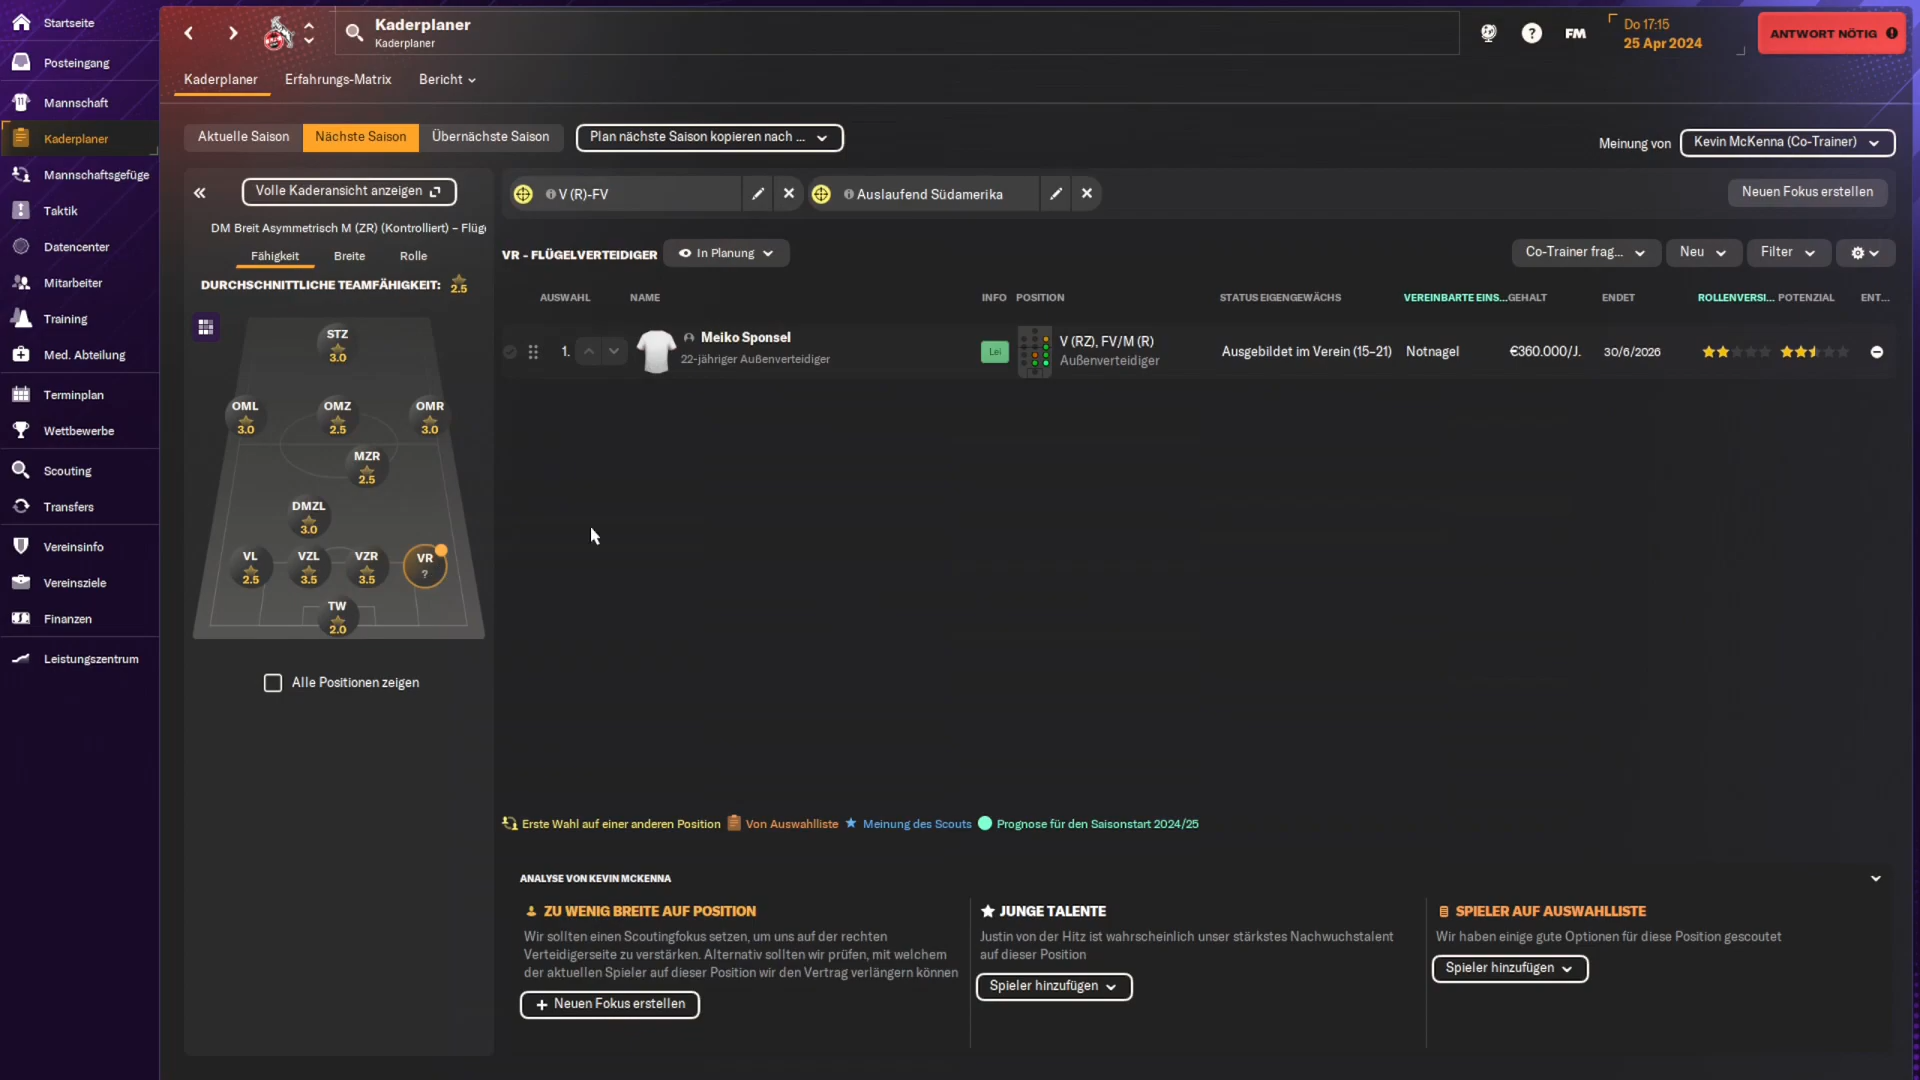 Startseite
Posteingang
Mannschaft
Kaderplaner
Mannschaftsgefüge
Taktik
Datencenter
Mitarbeiter
Training
Med. Abteilung
Terminplan
Wettbewerbe
Scouting
Transfers
Vereinsinfo
Vereinsziele
Finanzen
Leistungszentrum
Kaderplaner
Kaderplaner
FM
Do 17:15
25 Apr 2024
ANTWORT NÖTIG
Kaderplaner Erfahrungs-Matrix Bericht
Aktuelle Saison Nächste Saison Übernächste Saison Plan nächste Saison kopieren nach ...
Meinung von Kevin McKenna (Co-Trainer)
Volle Kaderansicht anzeigen
DM Breit Asymmetrisch M (ZR) (Kontrolliert) – Flüg
Fähigkeit Breite Rolle
DURCHSCHNITTLICHE TEAMFÄHIGKEIT: 2.5
STZ
3.0
OML OMZ OMR
3.0 2.5 3.0
MZR
2.5
DMZL
3.0
VL VZL VZR VR
2.5 3.5 3.5 ?
TW
2.0
Alle Positionen zeigen
V (R)-FV Auslaufend Südamerika Neuen Fokus erstellen
VR - FLÜGELVERTEIDIGER In Planung Co-Trainer frag... Neu Filter
AUSWAHL NAME INFO POSITION STATUS EIGENGEWÄCHS VEREINBARTE EINS... GEHALT ENDET ROLLENVERSI... POTENZIAL ENT...
1. Meiko Sponsel Lei V (RZ), FV/M (R) Ausgebildet im Verein (15–21) Notnagel €360.000/J. 30/6/2026
22-jähriger Außenverteidiger Außenverteidiger
Erste Wahl auf einer anderen Position Von Auswahlliste Meinung des Scouts Prognose für den Saisonstart 2024/25
ANALYSE VON KEVIN MCKENNA
ZU WENIG BREITE AUF POSITION
Wir sollten einen Scoutingfokus setzen, um uns auf der rechten
Verteidigerseite zu verstärken. Alternativ sollten wir prüfen, mit welchem
der aktuellen Spieler auf dieser Position wir den Vertrag verlängern können
+ Neuen Fokus erstellen
JUNGE TALENTE
Justin von der Hitz ist wahrscheinlich unser stärkstes Nachwuchstalent
auf dieser Position
Spieler hinzufügen
SPIELER AUF AUSWAHLLISTE
Wir haben einige gute Optionen für diese Position gescoutet
Spieler hinzufügen